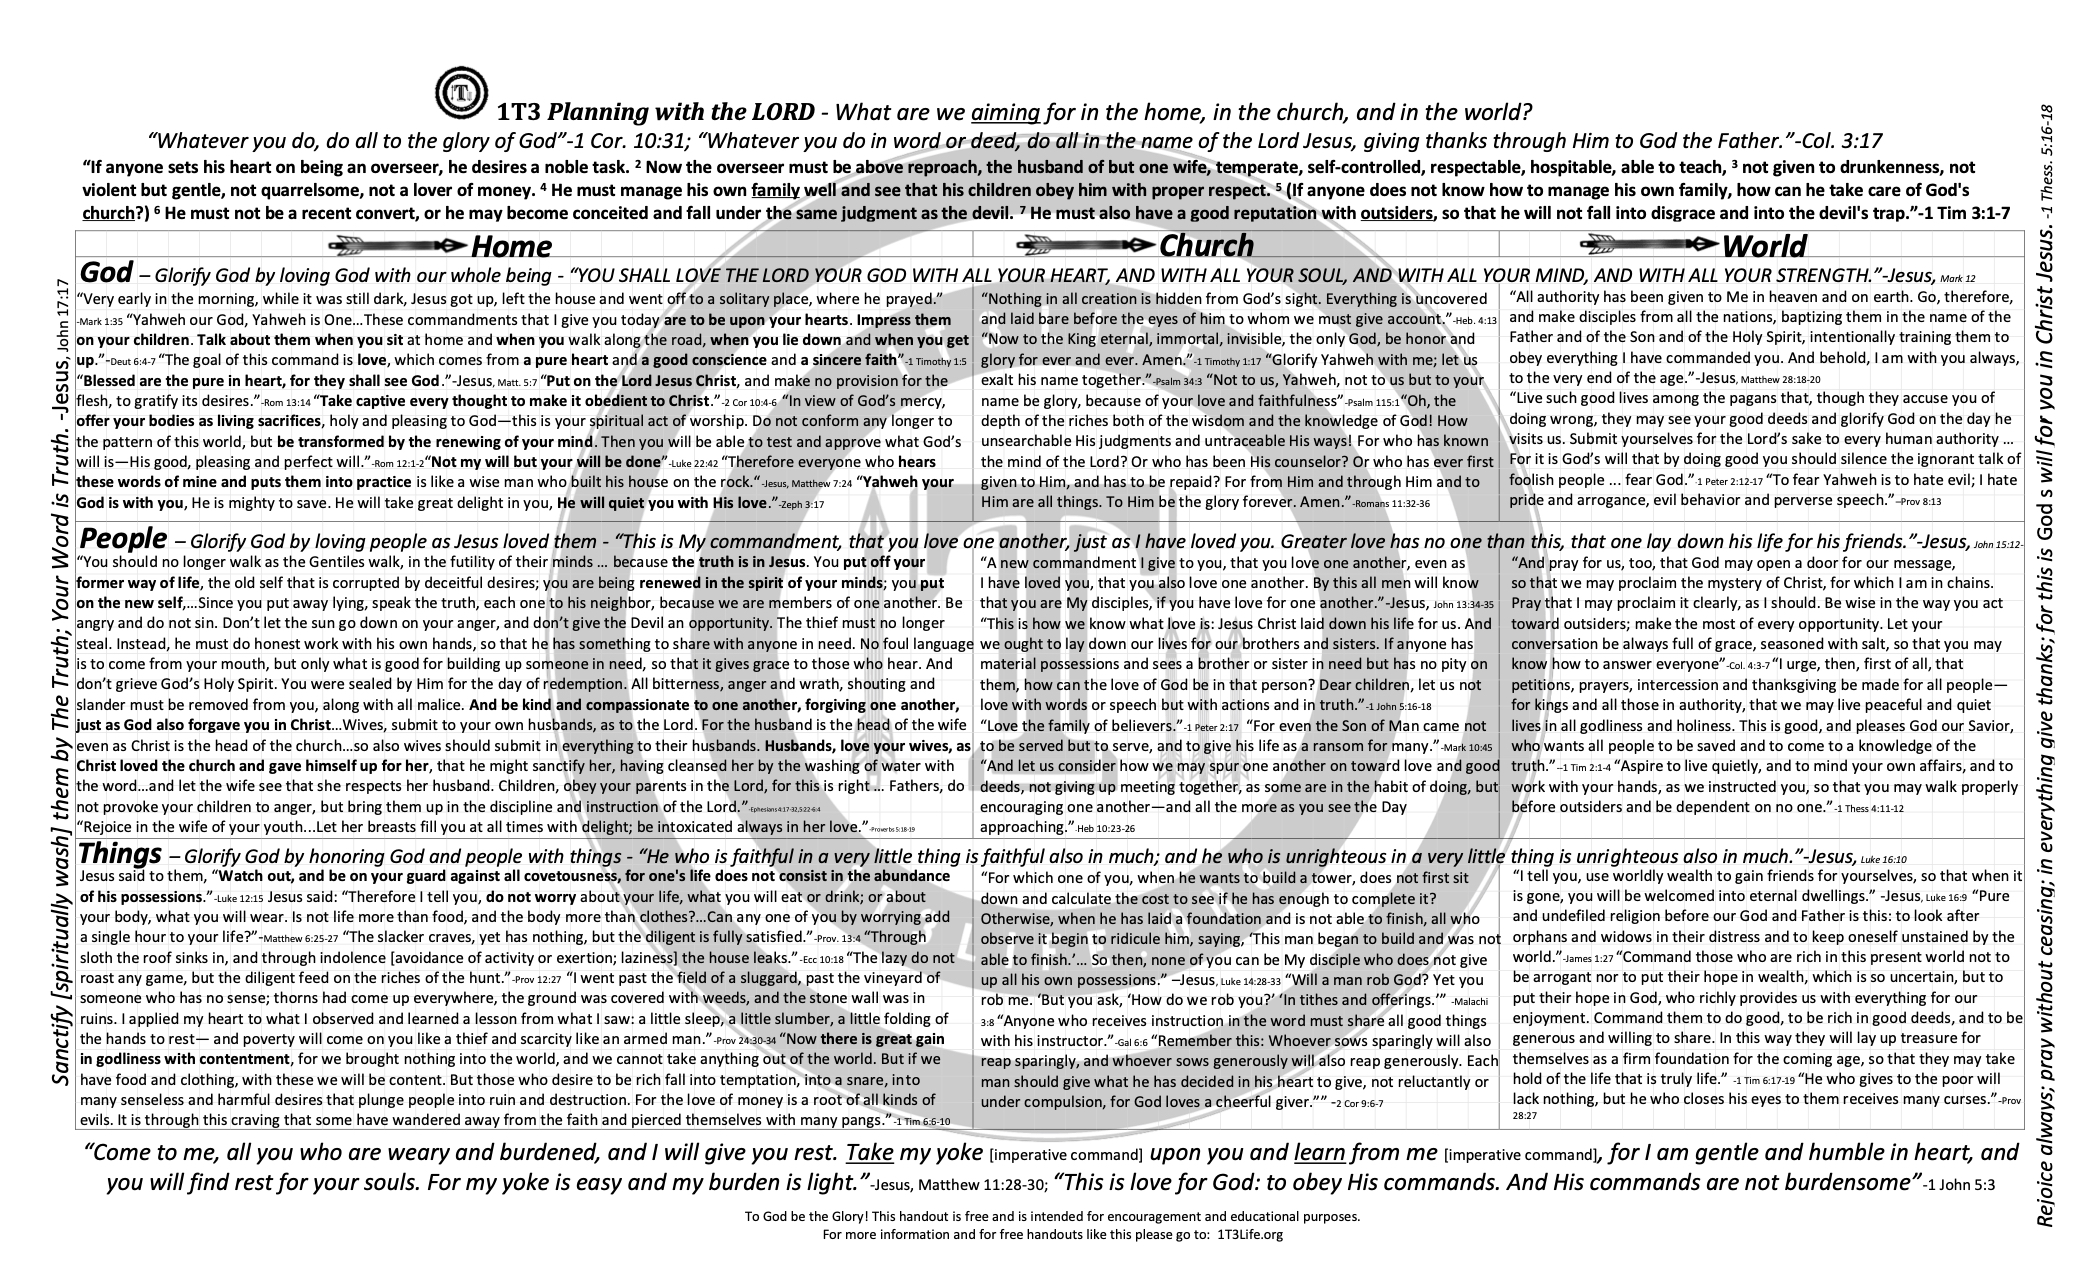 1T3 Planning with the LORD - What are we aiming for in the home, in the church, and in the world?
“Whatever you do, do all to the glory of God”-1 Cor. 10:31; “Whatever you do in word or deed, do all in the name of the Lord Jesus, giving thanks through Him to God the Father.”-Col. 3:17
“If anyone sets his heart on being an overseer, he desires a noble task. ² Now the overseer must be above reproach, the husband of but one wife, temperate, self-controlled, respectable, hospitable, able to teach, ³ not given to drunkenness, not
violent but gentle, not quarrelsome, not a lover of money. ⁴ He must manage his own family well and see that his children obey him with proper respect. ⁵ (If anyone does not know how to manage his own family, how can he take care of God's
church?) ⁶ He must not be a recent convert, or he may become conceited and fall under the same judgment as the devil. ⁷ He must also have a good reputation with outsiders, so that he will not fall into disgrace and into the devil's trap.”-1 Tim 3:1-7
Home
Church
World
God – Glorify God by loving God with our whole being - “YOU SHALL LOVE THE LORD YOUR GOD WITH ALL YOUR HEART, AND WITH ALL YOUR SOUL, AND WITH ALL YOUR MIND, AND WITH ALL YOUR STRENGTH.”-Jesus, Mark 12
“Very early in the morning, while it was still dark, Jesus got up, left the house and went off to a solitary place, where he prayed.”
-Mark 1:35 “Yahweh our God, Yahweh is One…These commandments that I give you today are to be upon your hearts. Impress them
on your children. Talk about them when you sit at home and when you walk along the road, when you lie down and when you get
up.”-Deut 6:4-7 “The goal of this command is love, which comes from a pure heart and a good conscience and a sincere faith”-1 Timothy 1:5
“Blessed are the pure in heart, for they shall see God.”-Jesus, Matt. 5:7 “Put on the Lord Jesus Christ, and make no provision for the
flesh, to gratify its desires.”-Rom 13:14 “Take captive every thought to make it obedient to Christ.”-2 Cor 10:4-6 “In view of God’s mercy,
offer your bodies as living sacrifices, holy and pleasing to God—this is your spiritual act of worship. Do not conform any longer to
the pattern of this world, but be transformed by the renewing of your mind. Then you will be able to test and approve what God’s
will is—His good, pleasing and perfect will.”-Rom 12:1-2 “Not my will but your will be done”-Luke 22:42 “Therefore everyone who hears
these words of mine and puts them into practice is like a wise man who built his house on the rock.“-Jesus, Matthew 7:24 “Yahweh your
God is with you, He is mighty to save. He will take great delight in you, He will quiet you with His love.”-Zeph 3:17
“Nothing in all creation is hidden from God’s sight. Everything is uncovered
and laid bare before the eyes of him to whom we must give account.”-Heb. 4:13
“Now to the King eternal, immortal, invisible, the only God, be honor and
glory for ever and ever. Amen.”-1 Timothy 1:17 “Glorify Yahweh with me; let us
exalt his name together.”-Psalm 34:3 “Not to us, Yahweh, not to us but to your
name be glory, because of your love and faithfulness”-Psalm 115:1 “Oh, the
depth of the riches both of the wisdom and the knowledge of God! How
unsearchable His judgments and untraceable His ways! For who has known
the mind of the Lord? Or who has been His counselor? Or who has ever first
given to Him, and has to be repaid? For from Him and through Him and to
Him are all things. To Him be the glory forever. Amen.”-Romans 11:32-36
“All authority has been given to Me in heaven and on earth. Go, therefore,
and make disciples from all the nations, baptizing them in the name of the
Father and of the Son and of the Holy Spirit, intentionally training them to
obey everything I have commanded you. And behold, I am with you always,
to the very end of the age.”-Jesus, Matthew 28:18-20
“Live such good lives among the pagans that, though they accuse you of
doing wrong, they may see your good deeds and glorify God on the day he
visits us. Submit yourselves for the Lord’s sake to every human authority …
For it is God’s will that by doing good you should silence the ignorant talk of
foolish people ... fear God.”-1 Peter 2:12-17 “To fear Yahweh is to hate evil; I hate
pride and arrogance, evil behavior and perverse speech.”–Prov 8:13
People – Glorify God by loving people as Jesus loved them - “This is My commandment, that you love one another, just as I have loved you. Greater love has no one than this, that one lay down his life for his friends.”-Jesus, John 15:12-
“You should no longer walk as the Gentiles walk, in the futility of their minds … because the truth is in Jesus. You put off your
former way of life, the old self that is corrupted by deceitful desires; you are being renewed in the spirit of your minds; you put
on the new self,…Since you put away lying, speak the truth, each one to his neighbor, because we are members of one another. Be
angry and do not sin. Don’t let the sun go down on your anger, and don’t give the Devil an opportunity. The thief must no longer
steal. Instead, he must do honest work with his own hands, so that he has something to share with anyone in need. No foul language
is to come from your mouth, but only what is good for building up someone in need, so that it gives grace to those who hear. And
don’t grieve God’s Holy Spirit. You were sealed by Him for the day of redemption. All bitterness, anger and wrath, shouting and
slander must be removed from you, along with all malice. And be kind and compassionate to one another, forgiving one another,
just as God also forgave you in Christ…Wives, submit to your own husbands, as to the Lord. For the husband is the head of the wife
even as Christ is the head of the church…so also wives should submit in everything to their husbands. Husbands, love your wives, as
Christ loved the church and gave himself up for her, that he might sanctify her, having cleansed her by the washing of water with
the word…and let the wife see that she respects her husband. Children, obey your parents in the Lord, for this is right … Fathers, do
not provoke your children to anger, but bring them up in the discipline and instruction of the Lord.”-Ephesians 4:17-32,5:22-6:4
“Rejoice in the wife of your youth...Let her breasts fill you at all times with delight; be intoxicated always in her love.”-Proverbs 5:18-19
“A new commandment I give to you, that you love one another, even as
I have loved you, that you also love one another. By this all men will know
that you are My disciples, if you have love for one another.”-Jesus, John 13:34-35
“This is how we know what love is: Jesus Christ laid down his life for us. And
we ought to lay down our lives for our brothers and sisters. If anyone has
material possessions and sees a brother or sister in need but has no pity on
them, how can the love of God be in that person? Dear children, let us not
love with words or speech but with actions and in truth.”-1 John 5:16-18
“Love the family of believers.”-1 Peter 2:17 “For even the Son of Man came not
to be served but to serve, and to give his life as a ransom for many.”-Mark 10:45
“And let us consider how we may spur one another on toward love and good
deeds, not giving up meeting together, as some are in the habit of doing, but
encouraging one another—and all the more as you see the Day
approaching.”-Heb 10:23-26
“And pray for us, too, that God may open a door for our message,
so that we may proclaim the mystery of Christ, for which I am in chains.
Pray that I may proclaim it clearly, as I should. Be wise in the way you act
toward outsiders; make the most of every opportunity. Let your
conversation be always full of grace, seasoned with salt, so that you may
know how to answer everyone”-Col. 4:3-7 “I urge, then, first of all, that
petitions, prayers, intercession and thanksgiving be made for all people—
for kings and all those in authority, that we may live peaceful and quiet
lives in all godliness and holiness. This is good, and pleases God our Savior,
who wants all people to be saved and to come to a knowledge of the
truth.”--1 Tim 2:1-4 “Aspire to live quietly, and to mind your own affairs, and to
work with your hands, as we instructed you, so that you may walk properly
before outsiders and be dependent on no one.”-1 Thess 4:11-12
Things – Glorify God by honoring God and people with things - “He who is faithful in a very little thing is faithful also in much; and he who is unrighteous in a very little thing is unrighteous also in much.”-Jesus, Luke 16:10
Jesus said to them, “Watch out, and be on your guard against all covetousness, for one's life does not consist in the abundance
of his possessions.”-Luke 12:15 Jesus said: “Therefore I tell you, do not worry about your life, what you will eat or drink; or about
your body, what you will wear. Is not life more than food, and the body more than clothes?…Can any one of you by worrying add
a single hour to your life?”-Matthew 6:25-27 “The slacker craves, yet has nothing, but the diligent is fully satisfied.”-Prov. 13:4 “Through
sloth the roof sinks in, and through indolence [avoidance of activity or exertion; laziness] the house leaks.”-Ecc 10:18 “The lazy do not
roast any game, but the diligent feed on the riches of the hunt.”-Prov 12:27 “I went past the field of a sluggard, past the vineyard of
someone who has no sense; thorns had come up everywhere, the ground was covered with weeds, and the stone wall was in
ruins. I applied my heart to what I observed and learned a lesson from what I saw: a little sleep, a little slumber, a little folding of
the hands to rest— and poverty will come on you like a thief and scarcity like an armed man.”-Prov 24:30-34 “Now there is great gain
in godliness with contentment, for we brought nothing into the world, and we cannot take anything out of the world. But if we
have food and clothing, with these we will be content. But those who desire to be rich fall into temptation, into a snare, into
many senseless and harmful desires that plunge people into ruin and destruction. For the love of money is a root of all kinds of
evils. It is through this craving that some have wandered away from the faith and pierced themselves with many pangs.”-1 Tim 6:6-10
“For which one of you, when he wants to build a tower, does not first sit
down and calculate the cost to see if he has enough to complete it?
Otherwise, when he has laid a foundation and is not able to finish, all who
observe it begin to ridicule him, saying, ‘This man began to build and was not
able to finish.’… So then, none of you can be My disciple who does not give
up all his own possessions.” –Jesus, Luke 14:28-33 “Will a man rob God? Yet you
rob me. ‘But you ask, ‘How do we rob you?’ ‘In tithes and offerings.’” -Malachi
3:8 “Anyone who receives instruction in the word must share all good things
with his instructor.”-Gal 6:6 “Remember this: Whoever sows sparingly will also
reap sparingly, and whoever sows generously will also reap generously. Each
man should give what he has decided in his heart to give, not reluctantly or
under compulsion, for God loves a cheerful giver.”” -2 Cor 9:6-7
“I tell you, use worldly wealth to gain friends for yourselves, so that when it
is gone, you will be welcomed into eternal dwellings.” -Jesus, Luke 16:9 “Pure
and undefiled religion before our God and Father is this: to look after
orphans and widows in their distress and to keep oneself unstained by the
world.”-James 1:27 “Command those who are rich in this present world not to
be arrogant nor to put their hope in wealth, which is so uncertain, but to
put their hope in God, who richly provides us with everything for our
enjoyment. Command them to do good, to be rich in good deeds, and to be
generous and willing to share. In this way they will lay up treasure for
themselves as a firm foundation for the coming age, so that they may take
hold of the life that is truly life.” -1 Tim 6:17-19 “He who gives to the poor will
lack nothing, but he who closes his eyes to them receives many curses.”-Prov
28:27
“Come to me, all you who are weary and burdened, and I will give you rest. Take my yoke [imperative command] upon you and learn from me [imperative command], for I am gentle and humble in heart, and
you will find rest for your souls. For my yoke is easy and my burden is light.”-Jesus, Matthew 11:28-30; “This is love for God: to obey His commands. And His commands are not burdensome”-1 John 5:3
To God be the Glory! This handout is free and is intended for encouragement and educational purposes.
For more information and for free handouts like this please go to: 1T3Life.org
Sanctify [spiritually wash] them by The Truth; Your Word is Truth. -Jesus, John 17:17
Rejoice always; pray without ceasing; in everything give thanks; for this is God s will for you in Christ Jesus. -1 Thess. 5:16-18